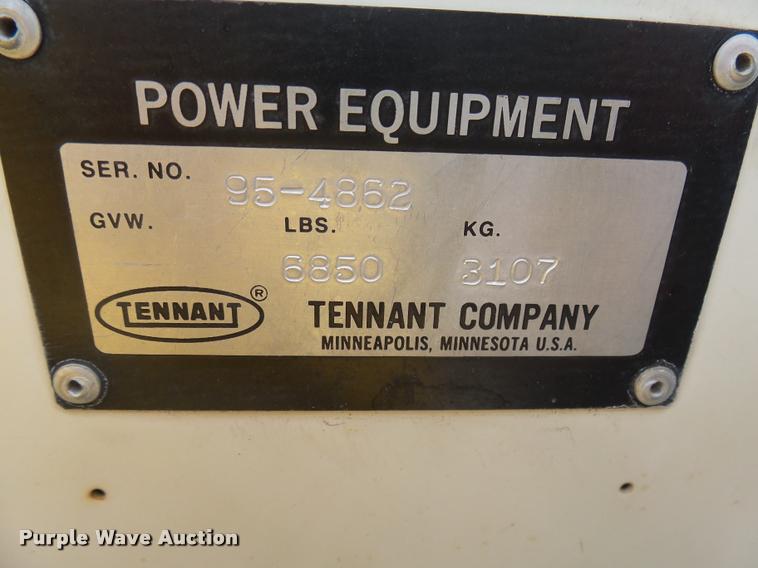 POWER EQUIPMENT
SER. NO. 95-4862
GVW. LBS. KG.
6850 3107
TENNANT ® TENNANT COMPANY
MINNEAPOLIS, MINNESOTA U.S.A.
Purple Wave Auction